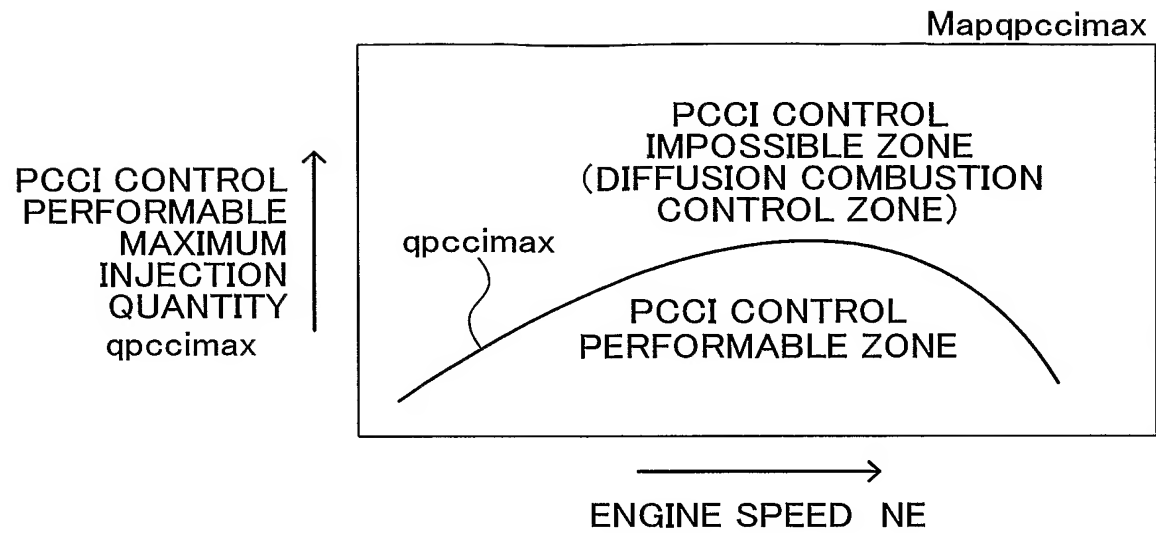 Mapqpccimax
PCCI CONTROL
IMPOSSIBLE ZONE
(DIFFUSION COMBUSTION
CONTROL ZONE)
PCCI CONTROL
PERFORMABLE
MAXIMUM
INJECTION
QUANTITY
qpccimax
qpccimax
PCCI CONTROL
PERFORMABLE ZONE
ENGINE SPEED NE